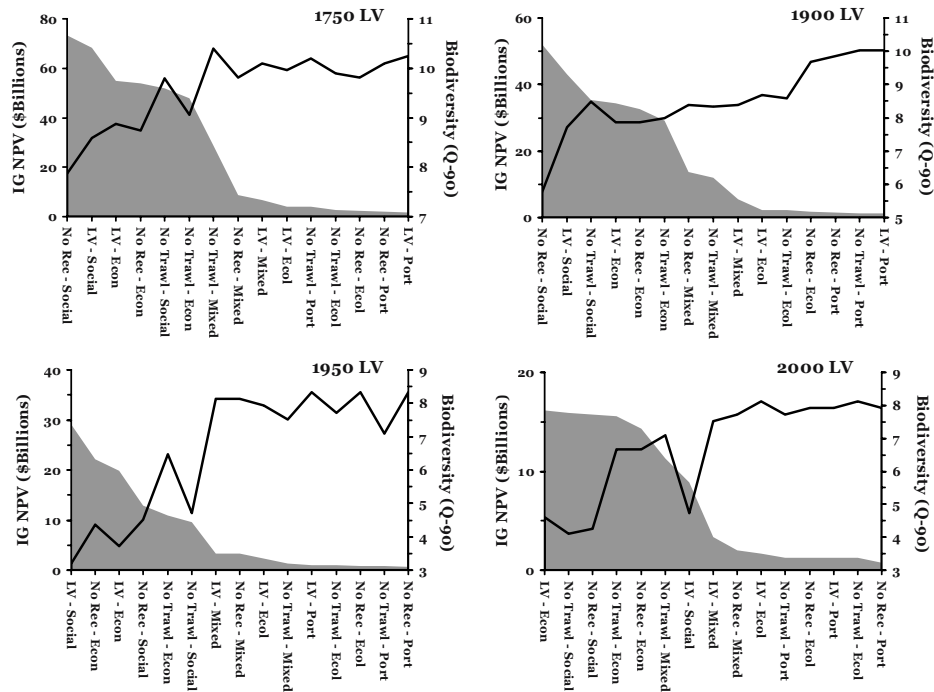 1750 LV
IG NPV ($Billions)
80
60
40
20
0
11
10
9
8
7
Biodiversity (Q-90)
No Rec - Social
LV - Social
LV - Econ
No Rec - Econ
No Trawl - Social
No Trawl - Econ
No Trawl - Mixed
No Rec - Mixed
LV - Mixed
LV - Ecol
No Trawl - Port
No Rec - Ecol
No Trawl - Ecol
No Rec - Port
LV - Port
1900 LV
IG NPV ($Billions)
60
40
20
0
11
10
9
8
7
6
5
Biodiversity (Q-90)
No Rec - Social
LV - Social
No Trawl - Social
LV - Econ
No Rec - Econ
No Trawl - Econ
No Rec - Mixed
No Trawl - Mixed
LV - Mixed
LV - Ecol
No Trawl - Ecol
No Rec - Ecol
No Rec - Port
No Trawl - Port
LV - Port
1950 LV
IG NPV ($Billions)
40
30
20
10
0
9
8
7
6
5
4
3
Biodiversity (Q-90)
LV - Social
No Rec - Econ
LV - Econ
No Rec - Social
No Trawl - Econ
No Trawl - Social
LV - Mixed
No Rec - Mixed
LV - Ecol
No Trawl - Mixed
LV - Port
No Trawl - Ecol
No Rec - Ecol
No Trawl - Port
No Rec - Port
2000 LV
IG NPV ($Billions)
20
10
0
9
8
7
6
5
4
3
Biodiversity (Q-90)
LV - Econ
No Trawl - Social
No Rec - Social
No Rec - Econ
No Trawl - Econ
No Trawl - Mixed
LV - Social
LV - Mixed
No Rec - Mixed
LV - Ecol
No Trawl - Port
LV - Port
No Rec - Ecol
No Trawl - Ecol
No Rec - Port